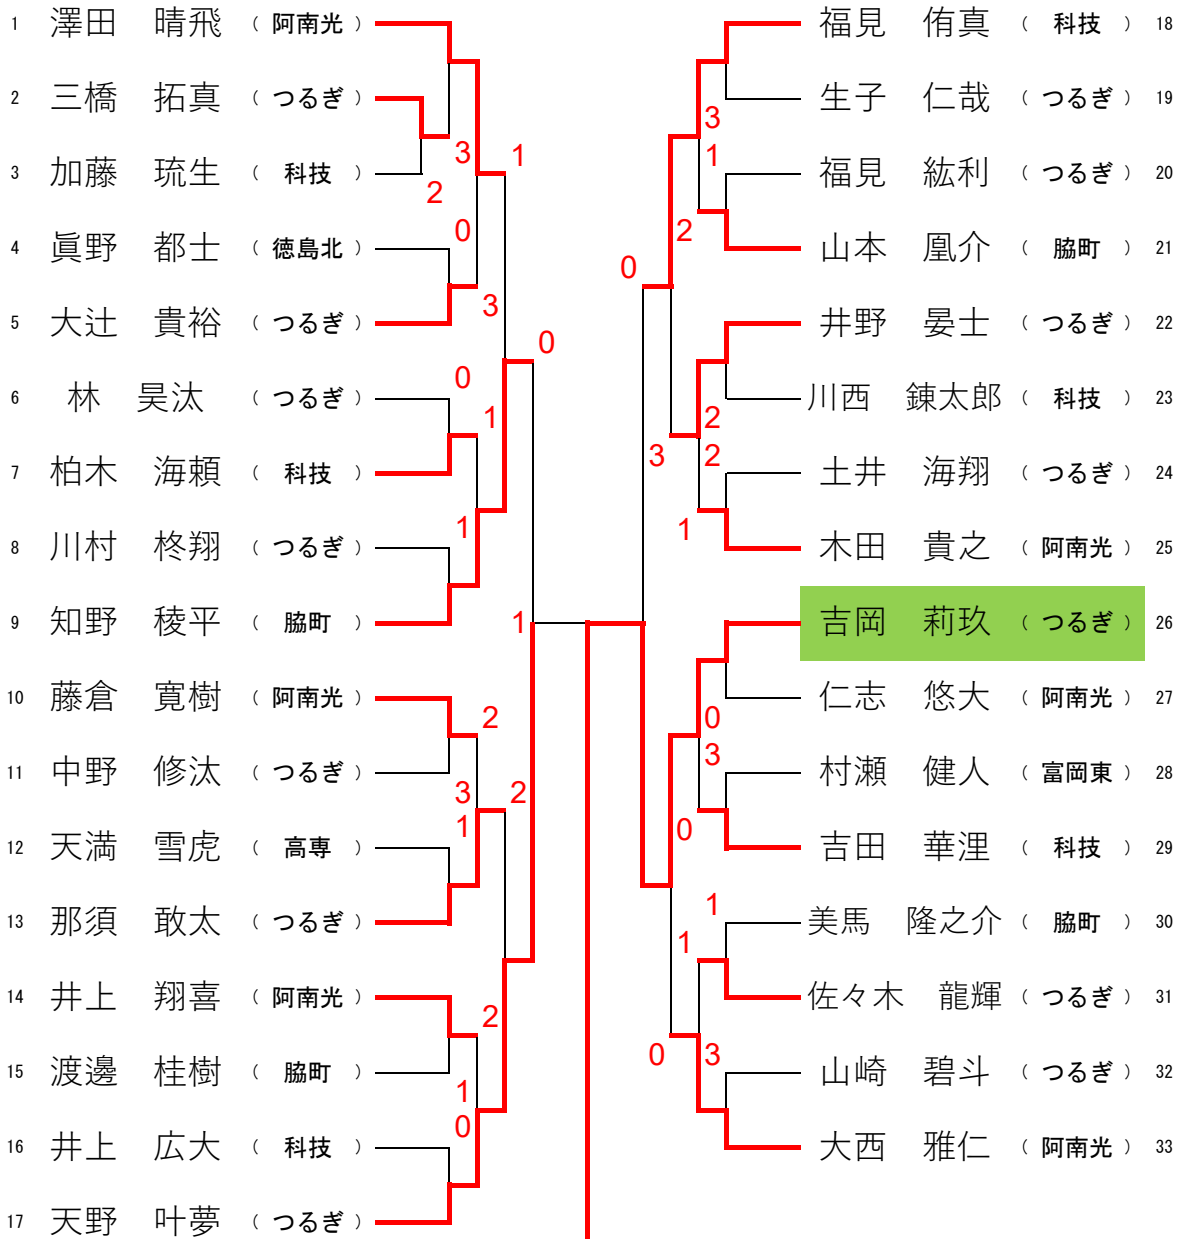 1 澤田 晴飛 （ 阿南光 ）
2 三橋 拓真 （ つるぎ ）
3 加藤 琉生 （ 科技 ）
4 眞野 都士 （ 徳島北 ）
5 大辻 貴裕 （ つるぎ ）
6 林 昊汰 （ つるぎ ）
7 柏木 海頼 （ 科技 ）
8 川村 柊翔 （ つるぎ ）
9 知野 稜平 （ 脇町 ）
10 藤倉 寛樹 （ 阿南光 ）
11 中野 修汰 （ つるぎ ）
12 天満 雪虎 （ 高専 ）
13 那須 敢太 （ つるぎ ）
14 井上 翔喜 （ 阿南光 ）
15 渡邊 桂樹 （ 脇町 ）
16 井上 広大 （ 科技 ）
17 天野 叶夢 （ つるぎ ）
3
1
2
0
3
0
0
1
1
1
2
3
2
1
2
1
0
福見 侑真 （ 科技 ） 18
生子 仁哉 （ つるぎ ） 19
福見 紘利 （ つるぎ ） 20
山本 凰介 （ 脇町 ） 21
井野 晏士 （ つるぎ ） 22
川西 錬太郎 （ 科技 ） 23
土井 海翔 （ つるぎ ） 24
木田 貴之 （ 阿南光 ） 25
吉岡 莉玖 （ つるぎ ） 26
仁志 悠大 （ 阿南光 ） 27
村瀬 健人 （ 富岡東 ） 28
吉田 華浬 （ 科技 ） 29
美馬 隆之介 （ 脇町 ） 30
佐々木 龍輝 （ つるぎ ） 31
山崎 碧斗 （ つるぎ ） 32
大西 雅仁 （ 阿南光 ） 33
3
1
2
0
2
3
2
1
0
3
0
1
1
0
3